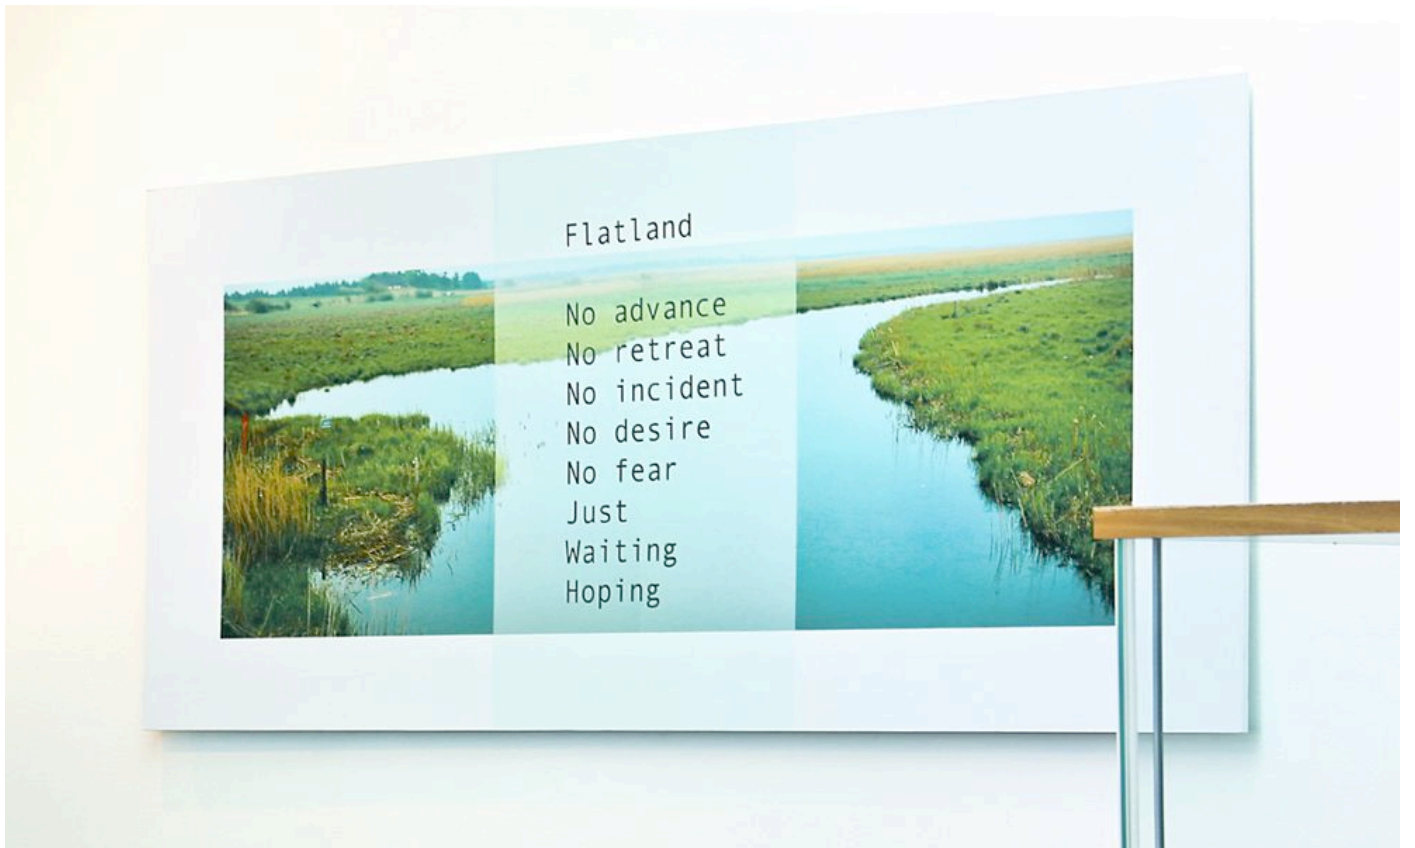 Flatland
No advance
No retreat
No incident
No desire
No fear
Just
Waiting
Hoping